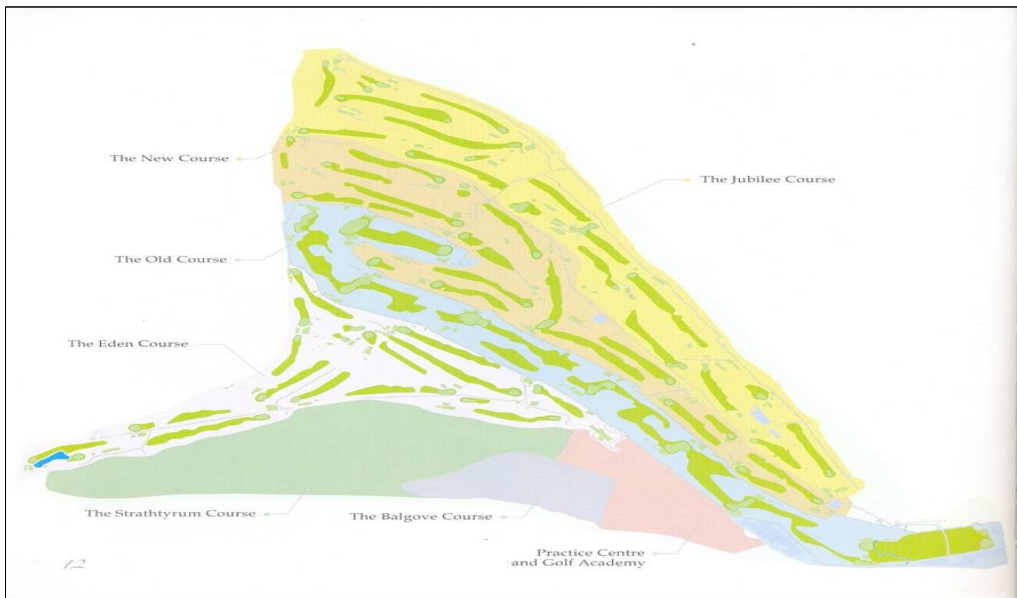 The New Course
The Jubilee Course
The Old Course
The Eden Course
The Strathtyrum Course
The Balgove Course
Practice Centre
and Golf Academy
12